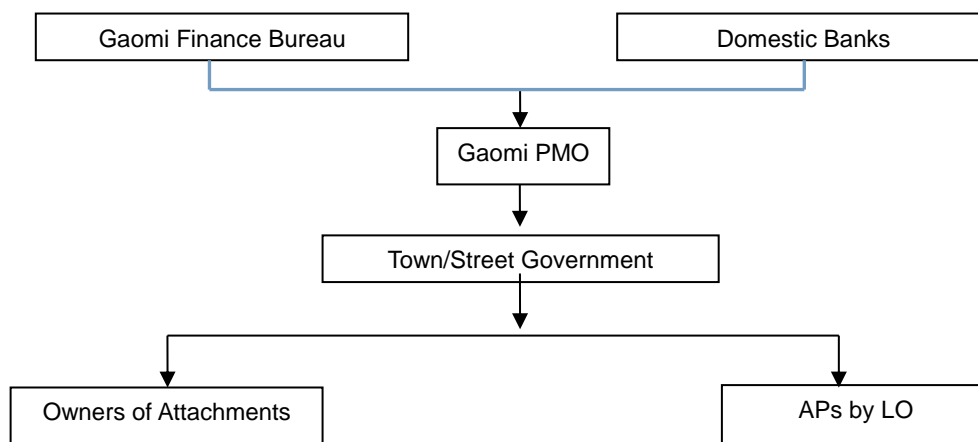 Gaomi Finance Bureau
Domestic Banks
Gaomi PMO
Town/Street Government
Owners of Attachments
APs by LO